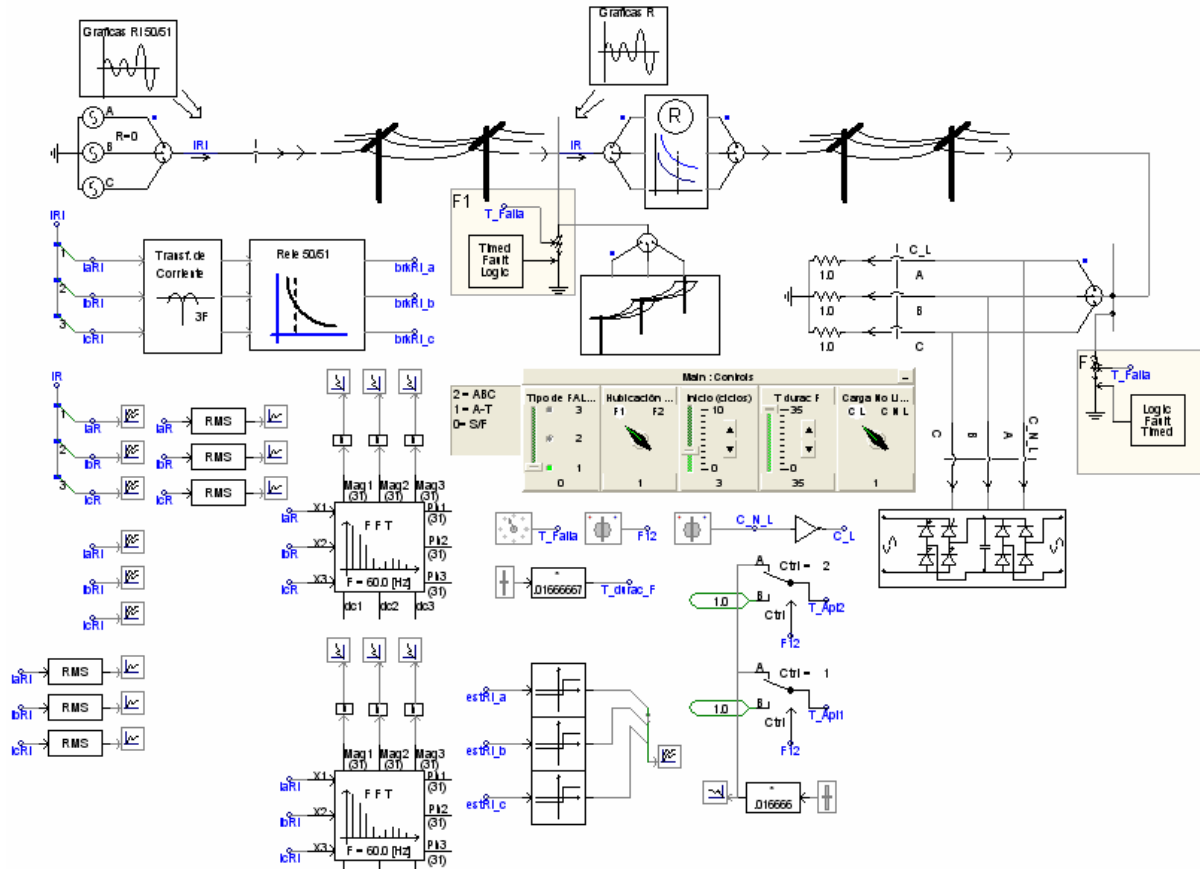 Graficas RI 50/51
Graficas R
A
R=0
B
C
IRI
IR
R
F1
T_Falla
Timed
Fault
Logic
IRI
1
IaRI
2
IbRI
3
IcRI
Transf. de
Corriente
3F
Rele 50/51
brkRI_a
brkRI_b
brkRI_c
C_L
1.0
A
1.0
B
1.0
C
T_Falla
Logic
Fault
Timed
IR
1
IaR
2
IbR
3
IcR
IaR
RMS
IbR
RMS
IcR
RMS
2 = ABC
1 = A-T
0= S/F
Main : Controls
Tipo de FAL...
3
2
1
0
Hubicación ...
F1
F2
1
Inicio (ciclos)
10
0
3
T durac F
35
0
35
Carga No Li...
C L
C N L
1
C
B
A
C_N_L
Mag1
Mag2
Mag3
(31)
(31)
(31)
IaR
X1
IbR
X2
IcR
X3
FFT
F = 60.0 [Hz]
Ph1
(31)
Ph2
(31)
Ph3
(31)
dc1
dc2
dc3
T_Falla
F12
C_N_L
C_L
*
.01666667
T_durac_F
A
Ctrl = 2
1.0
B
Ctrl
T_Apl2
F12
A
Ctrl = 1
1.0
B
Ctrl
T_Apl1
F12
*
.016666
IaRI
IbRI
IcRI
IaRI
RMS
IbRI
RMS
IcRI
RMS
Mag1
Mag2
Mag3
(31)
(31)
(31)
IaRI
X1
IbRI
X2
IcRI
X3
FFT
F = 60.0 [Hz]
Ph1
(31)
Ph2
(31)
Ph3
(31)
estRI_a
estRI_b
estRI_c